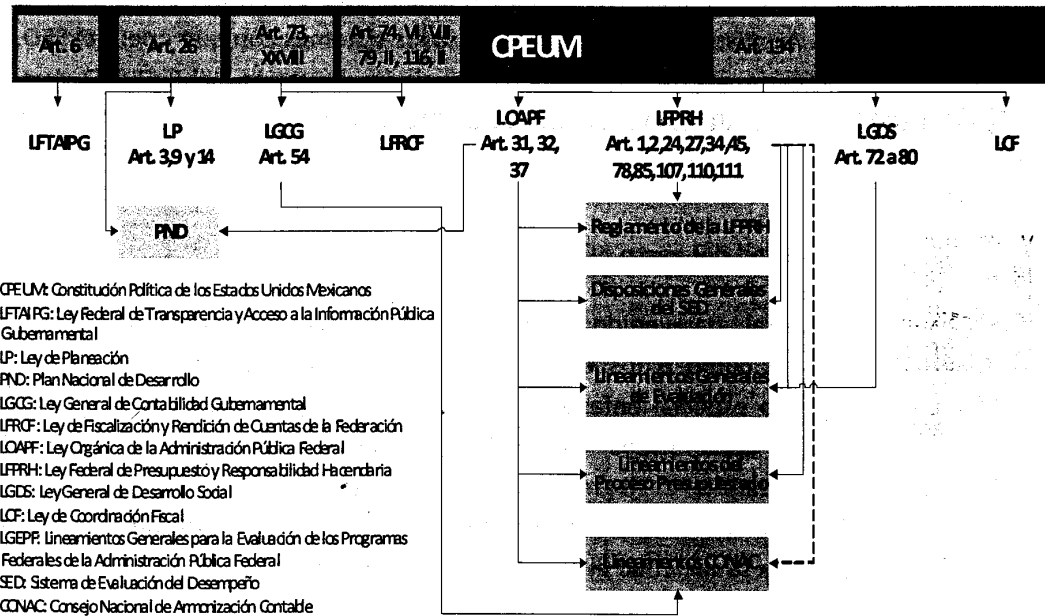 Art. 6
Art. 26
Art. 73,
XXVIII
Art. 74, VI, VIII,
79, II, 116, II
CPEUM
Art. 134
LFTAIPG
LP
Art. 3,9 y 14
LGCG
Art. 54
LFRCF
LOAPF
Art. 31, 32,
37
LFPRH
Art. 1,2,24,27,34,45,
78,85,107,110,111
LGDS
Art. 72 a 80
LCF
PND
Reglamento de la LFPRH
Disposiciones Generales
del SED
Lineamientos Generales
de Evaluación
Lineamientos del
Proceso Presupuestado
Lineamientos CONAC
CPEUM: Constitución Política de los Estados Unidos Mexicanos
LFTAIPG: Ley Federal de Transparencia y Acceso a la Información Pública
Gubernamental
LP: Ley de Planeación
PND: Plan Nacional de Desarrollo
LGCG: Ley General de Contabilidad Gubernamental
LFRCF: Ley de Fiscalización y Rendición de Cuentas de la Federación
LOAPF: Ley Orgánica de la Administración Pública Federal
LFPRH: Ley Federal de Presupuesto y Responsabilidad Hacendaria
LGDS: Ley General de Desarrollo Social
LCF: Ley de Coordinación Fiscal
LGEPF: Lineamientos Generales para la Evaluación de los Programas
Federales de la Administración Pública Federal
SED: Sistema de Evaluación del Desempeño
CONAC: Consejo Nacional de Armonización Contable